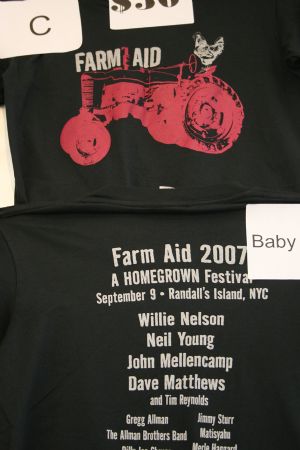 C
$30
FARM AID
Baby
Farm Aid 2007
A HOMEGROWN Festival
September 9 • Randall's Island, NYC
Willie Nelson
Neil Young
John Mellencamp
Dave Matthews
and Tim Reynolds
Gregg Allman
Jimmy Sturr
The Allman Brothers Band
Matisyahu
Merle Haggard